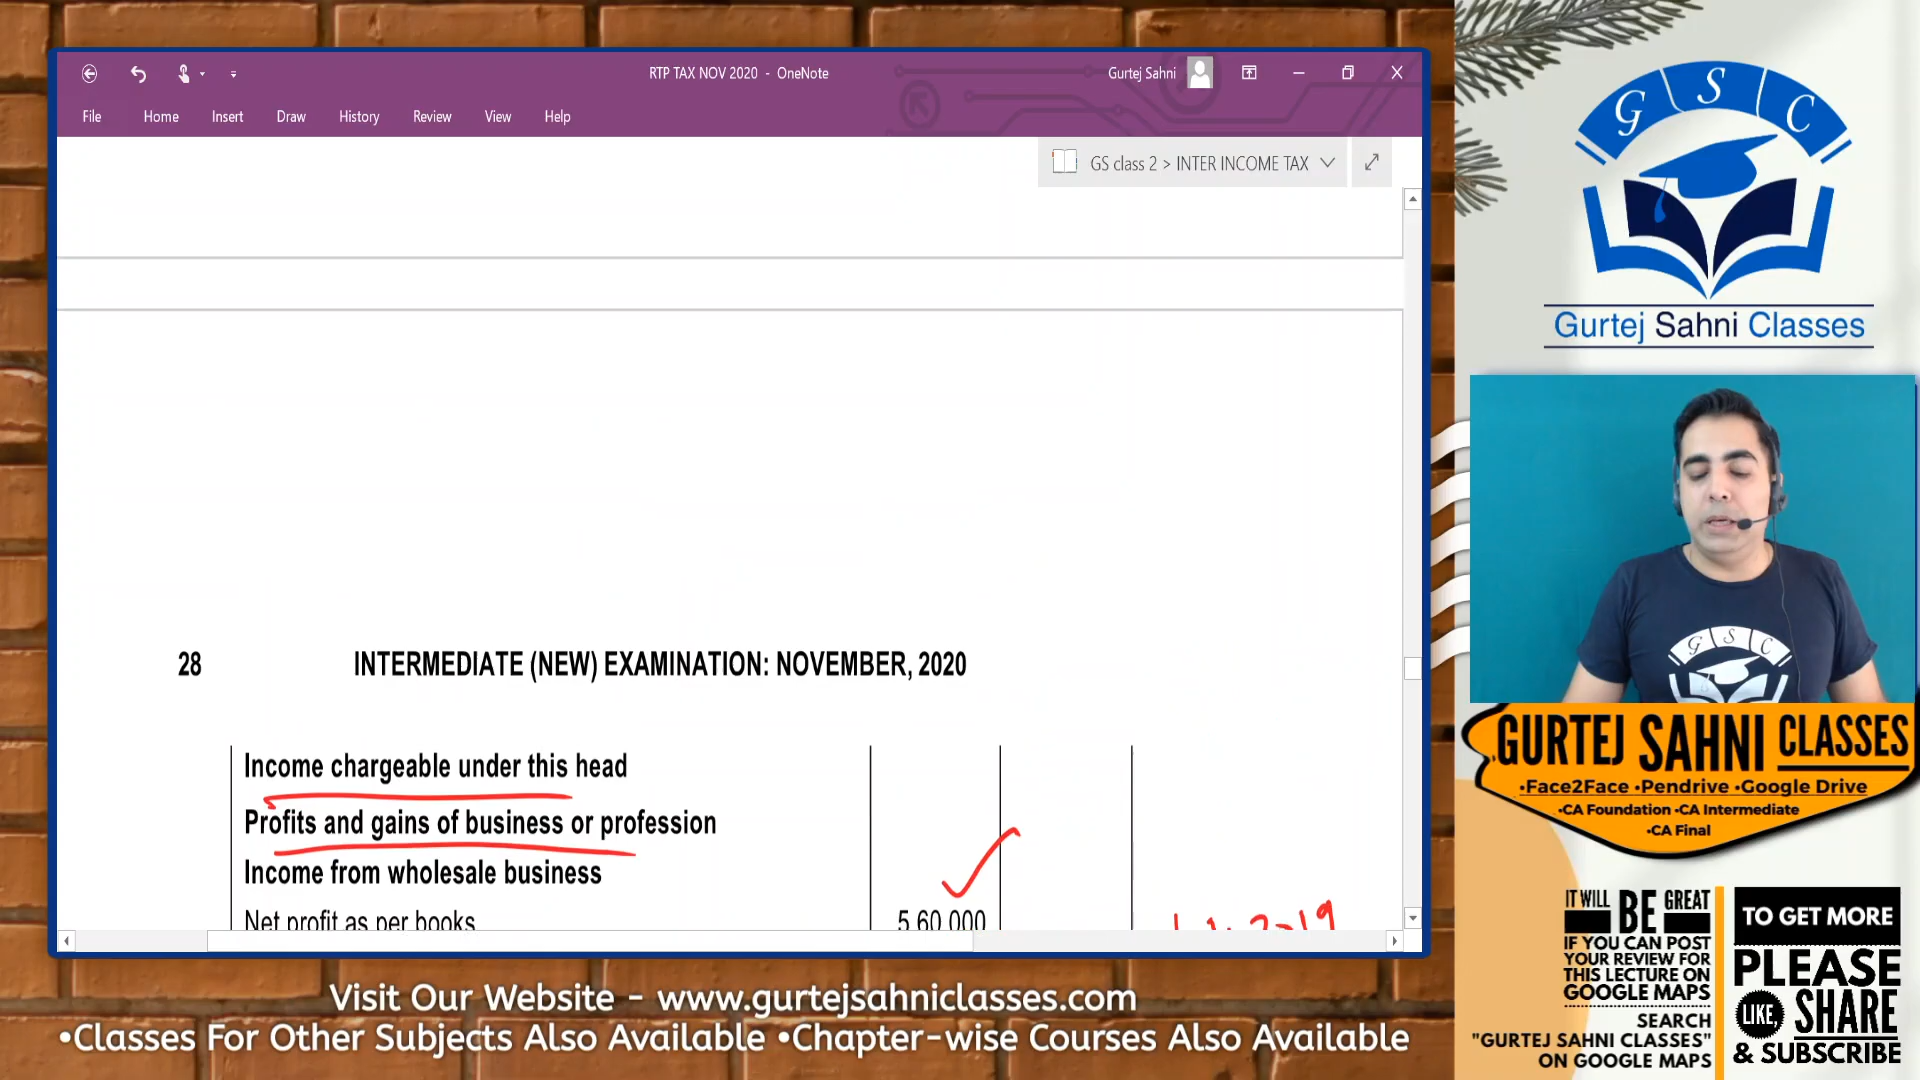 RTP TAX NOV 2020 - OneNote
Gurtej Sahni
File Home Insert Draw History Review View Help
GS class 2 > INTER INCOME TAX
28 INTERMEDIATE (NEW) EXAMINATION: NOVEMBER, 2020
Income chargeable under this head
Profits and gains of business or profession
Income from wholesale business
Net profit as per books 5,60,000
2019
G S C
Gurtej Sahni Classes
G S C
GURTEJ SAHNI CLASSES
•Face2Face •Pendrive •Google Drive
•CA Foundation •CA Intermediate
•CA Final
IT WILL BE GREAT
IF YOU CAN POST
YOUR REVIEW FOR
THIS LECTURE ON
GOOGLE MAPS
SEARCH
"GURTEJ SAHNI CLASSES"
ON GOOGLE MAPS
TO GET MORE
PLEASE
LIKE, SHARE
& SUBSCRIBE
Visit Our Website - www.gurtejsahniclasses.com
•Classes For Other Subjects Also Available •Chapter-wise Courses Also Available